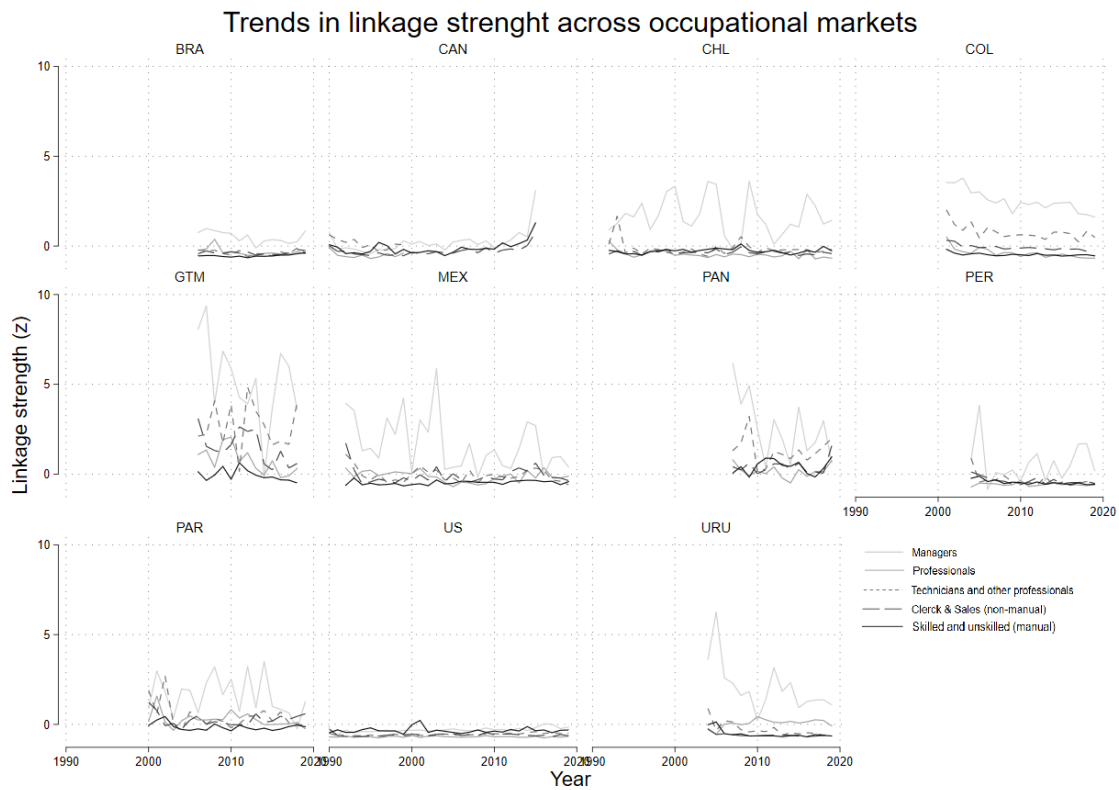 Trends in linkage strenght across occupational markets
BRA CAN CHL COL
10
5
0
GTM MEX PAN PER
10
5
0
1990 2000 2010 2020
PAR US URU
10
5
0
Managers
Professionals
Technicians and other professionals
Clerck & Sales (non-manual)
Skilled and unskilled (manual)
1990 2000 2010 2020 1990 2000 2010 2020 1990 2000 2010 2020
Year
Linkage strength (z)